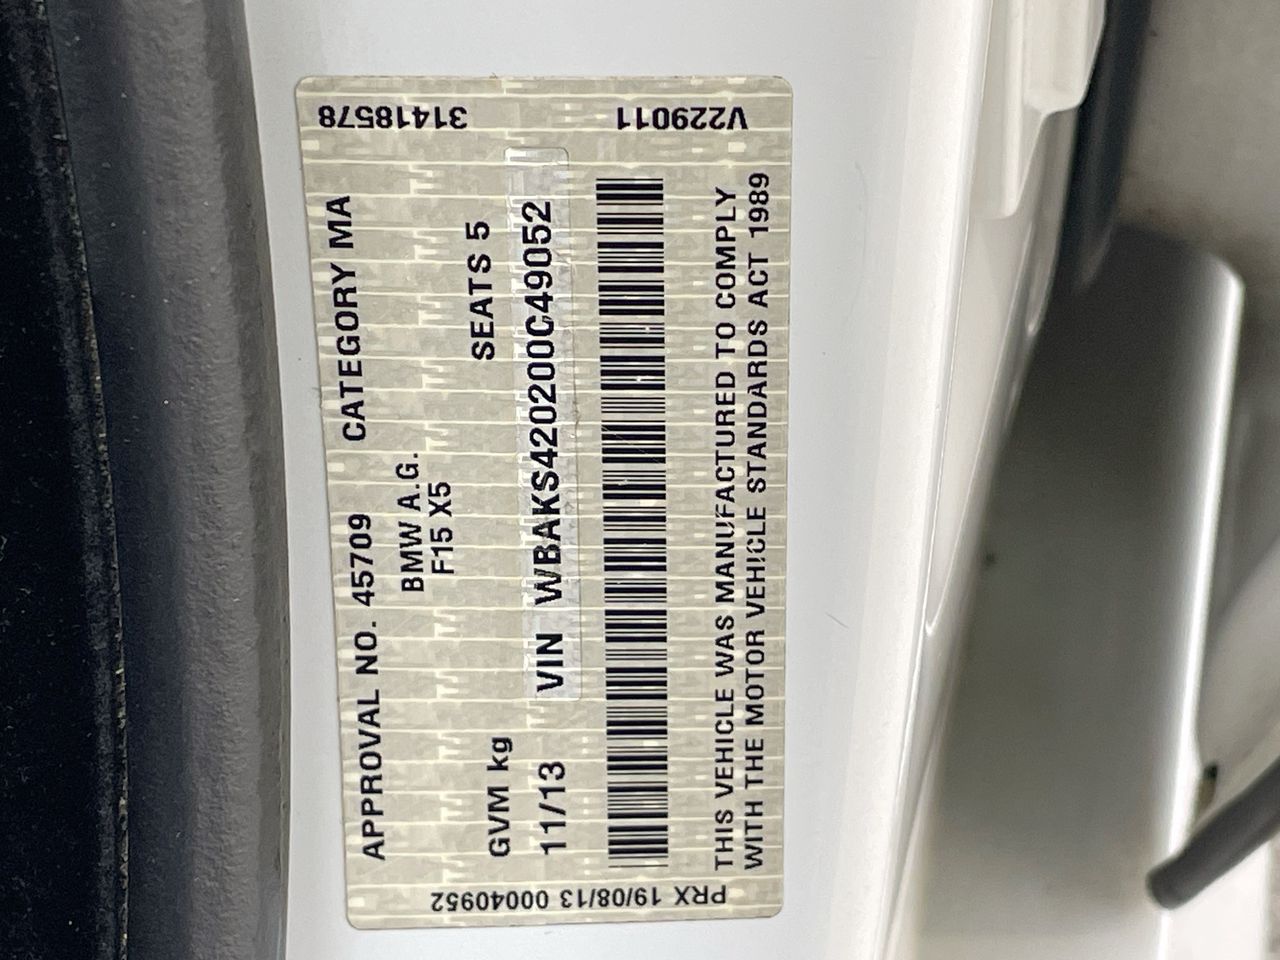 APPROVAL NO. 45709 CATEGORY MA
BMW A.G.
F15 X5
GVM kg SEATS 5
11/13 VIN WBAKS420200C49052
THIS VEHICLE WAS MANUFACTURED TO COMPLY
WITH THE MOTOR VEHICLE STANDARDS ACT 1989
31418578
V229011
PRX 19/08/13 00040952